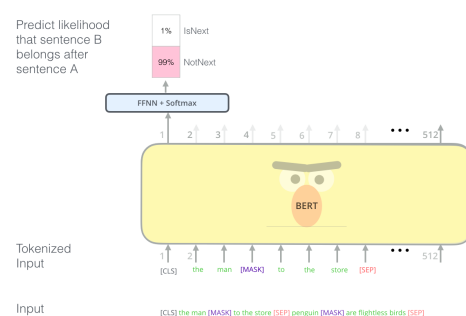 Predict likelihood
that sentence B
belongs after
sentence A
1% IsNext
99% NotNext
FFNN + Softmax
1 2 3 4 5 6 7 8 ••• 512
BERT
Tokenized
Input
1 2 ••• 512
[CLS] the man [MASK] to the store [SEP]
Input
[CLS] the man [MASK] to the store [SEP] penguin [MASK] are flightless birds [SEP]